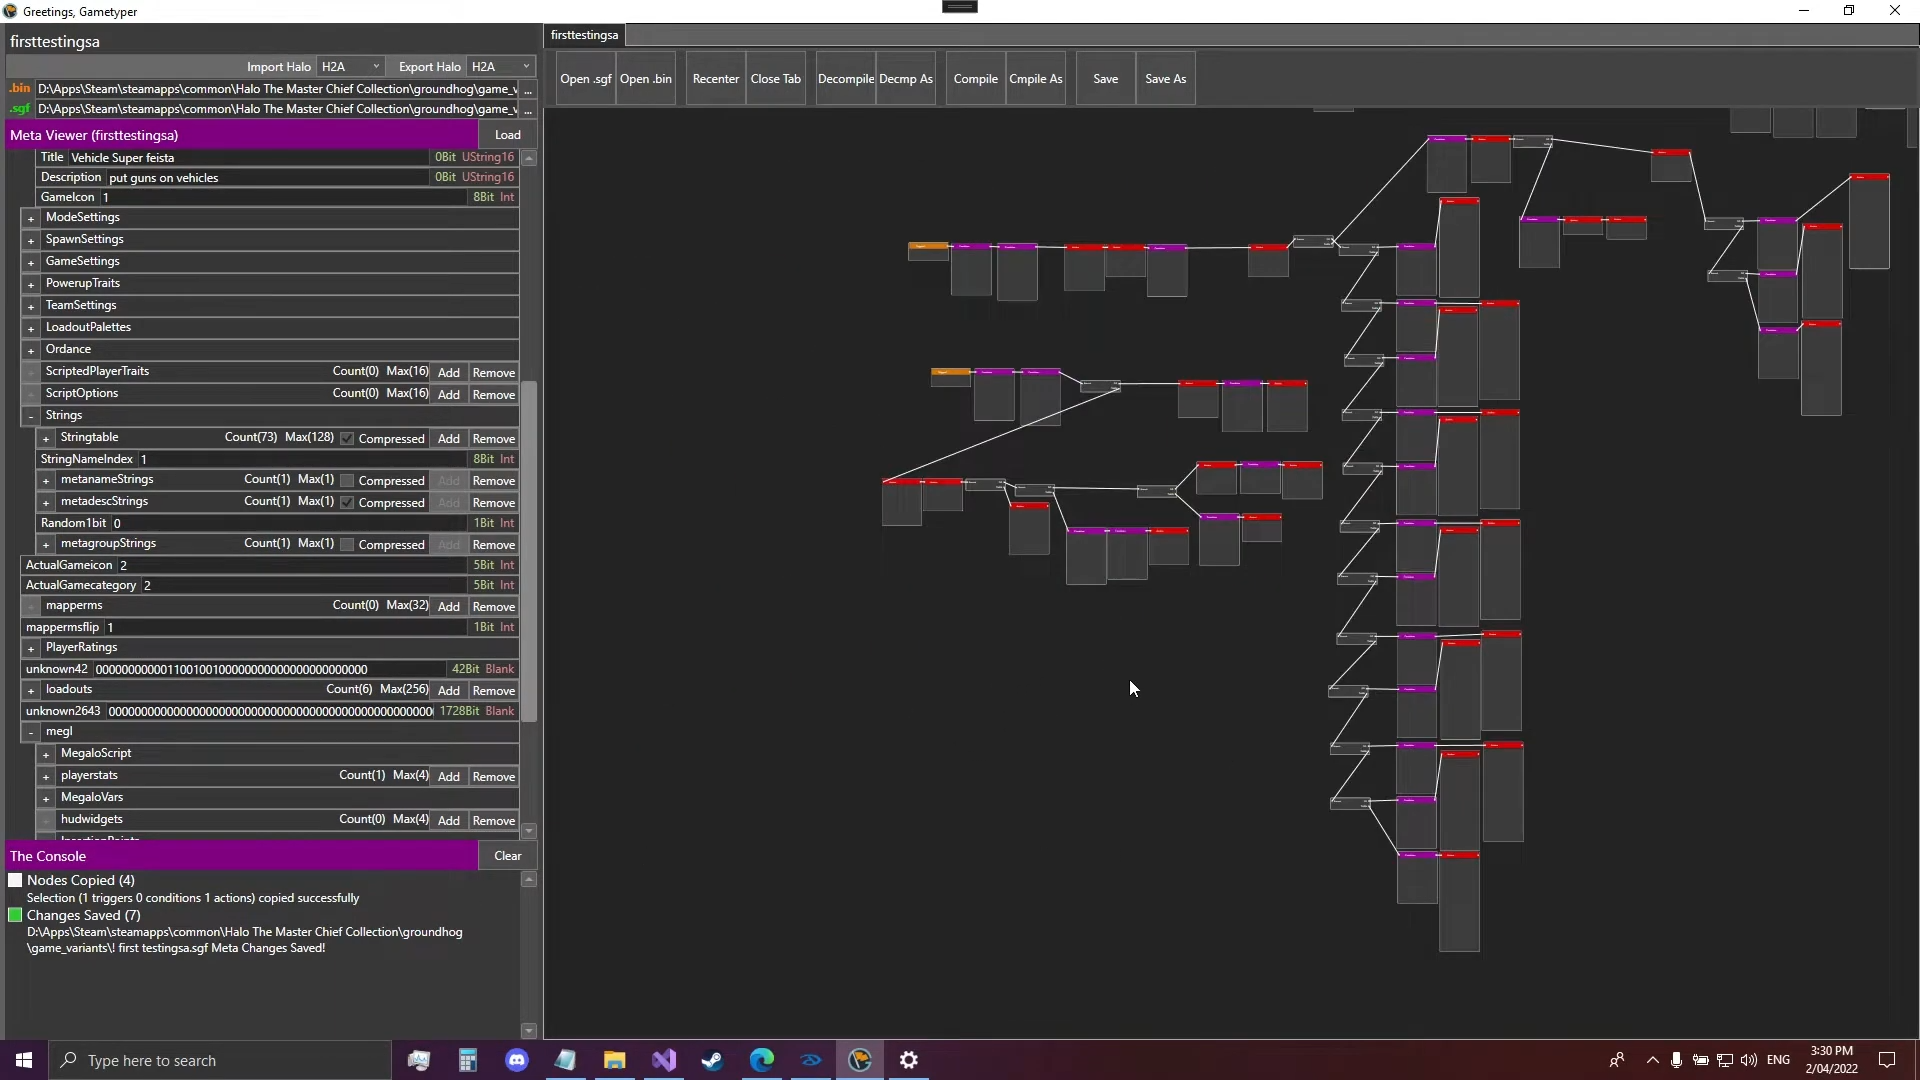 Greetings, Gametyper
firsttestingsa
Import Halo H2A Export Halo H2A
.bin D:\Apps\Steam\steamapps\common\Halo The Master Chief Collection\groundhog\game_v ...
.sgf D:\Apps\Steam\steamapps\common\Halo The Master Chief Collection\groundhog\game_v ...
Meta Viewer (firsttestingsa) Load
Title Vehicle Super feista 0Bit UString16
Description put guns on vehicles 0Bit UString16
GameIcon 1 8Bit Int
+ ModeSettings
+ SpawnSettings
+ GameSettings
+ PowerupTraits
+ TeamSettings
+ LoadoutPalettes
+ Ordance
ScriptedPlayerTraits Count(0) Max(16) Add Remove
ScriptOptions Count(0) Max(16) Add Remove
- Strings
+ Stringtable Count(73) Max(128) Compressed Add Remove
StringNameIndex 1 8Bit Int
+ metanameStrings Count(1) Max(1) Compressed Add Remove
+ metadescStrings Count(1) Max(1) Compressed Add Remove
Random1bit 0 1Bit Int
+ metagroupStrings Count(1) Max(1) Compressed Add Remove
ActualGameicon 2 5Bit Int
ActualGamecategory 2 5Bit Int
mapperms Count(0) Max(32) Add Remove
mappermsflip 1 1Bit Int
+ PlayerRatings
unknown42 42Bit Blank
+ loadouts Count(6) Max(256) Add Remove
unknown2643 1728Bit Blank
- megl
+ MegaloScript
+ playerstats Count(1) Max(4) Add Remove
+ MegaloVars
hudwidgets Count(0) Max(4) Add Remove
The Console Clear
Nodes Copied (4)
Selection (1 triggers 0 conditions 1 actions) copied successfully
Changes Saved (7)
D:\Apps\Steam\steamapps\common\Halo The Master Chief Collection\groundhog
\game_variants\! first testingsa.sgf Meta Changes Saved!
firsttestingsa
Open .sgf Open .bin Recenter Close Tab Decompile Decmp As Compile Cmpile As Save Save As
Type here to search
ENG
3:30 PM
2/04/2022